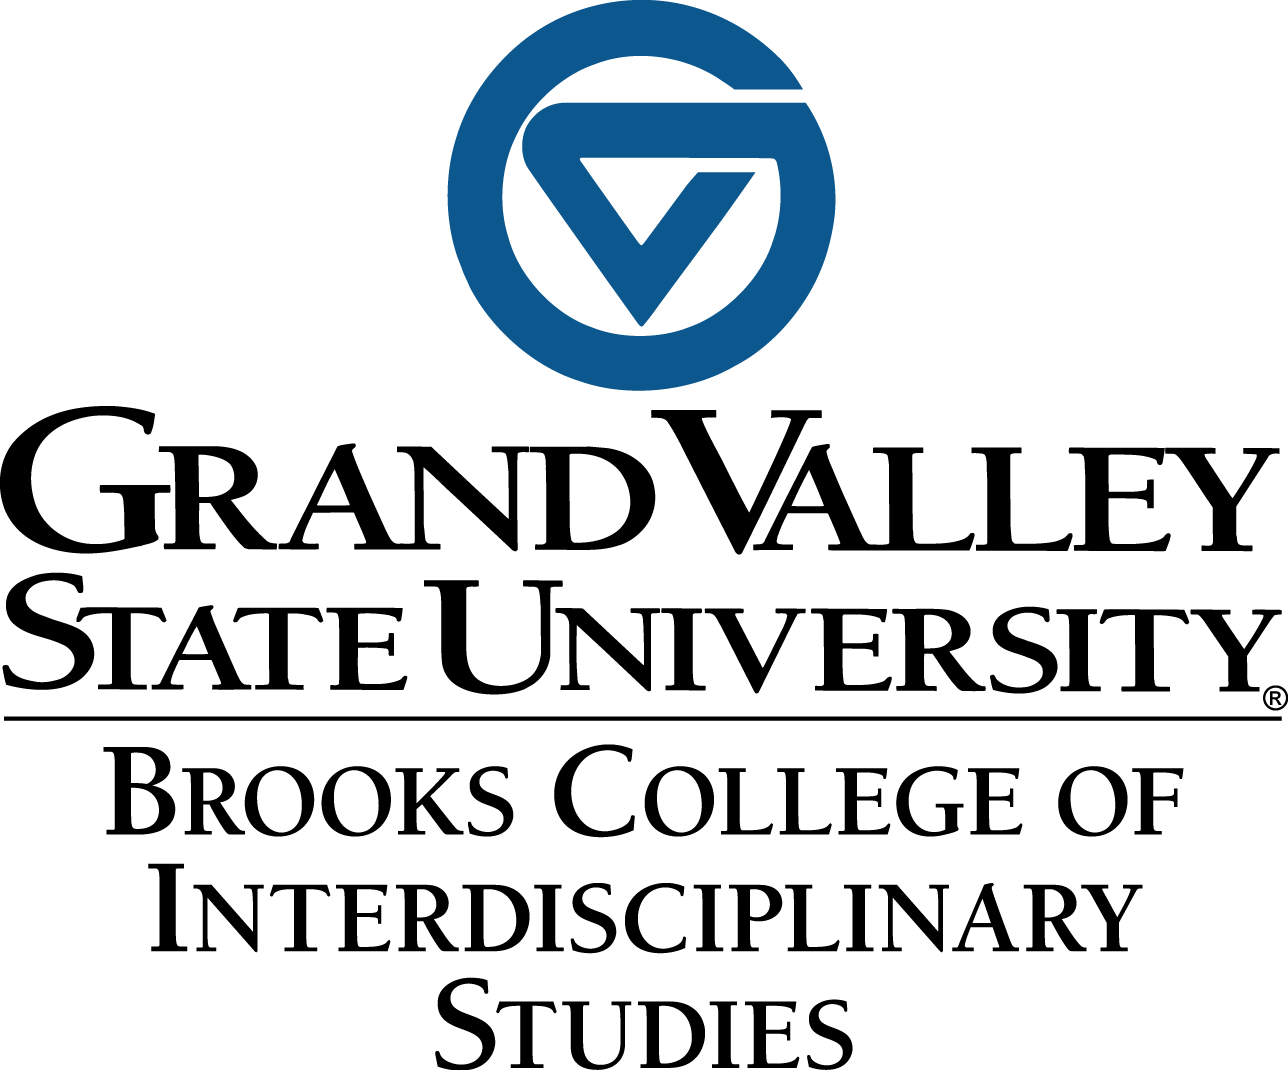 GRAND VALLEY
STATE UNIVERSITY®
BROOKS COLLEGE OF
INTERDISCIPLINARY
STUDIES